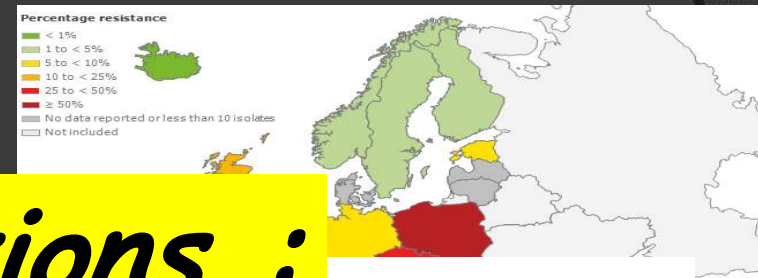 Percentage resistance
< 1%
1 to < 5%
5 to < 10%
10 to < 25%
25 to < 50%
≥ 50%
No data reported or less than 10 isolates
Not included
: